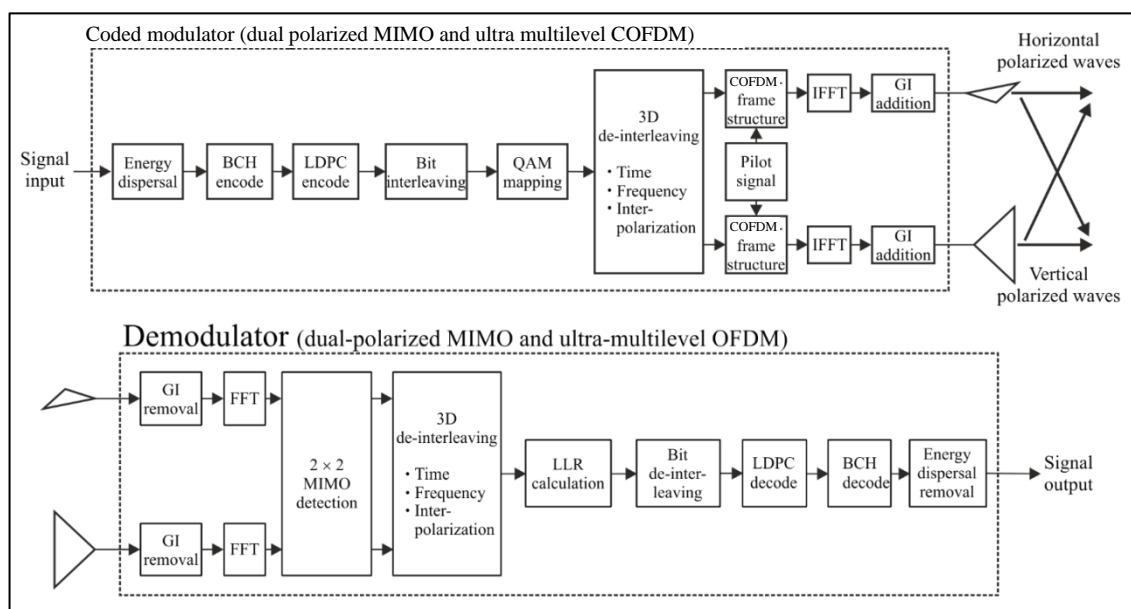 Coded modulator (dual polarized MIMO and ultra multilevel COFDM)
Horizontal
polarized waves
Signal
input
Energy
dispersal
BCH
encode
LDPC
encode
Bit
interleaving
QAM
mapping
3D
de-interleaving
・Time
・Frequency
・Inter-
polarization
COFDM-
frame
structure
IFFT
GI
addition
Pilot
signal
COFDM-
frame
structure
IFFT
GI
addition
Vertical
polarized waves
Demodulator (dual-polarized MIMO and ultra-multilevel OFDM)
GI
removal
FFT
GI
removal
FFT
2 × 2
MIMO
detection
3D
de-interleaving
・Time
・Frequency
・Inter-
polarization
LLR
calculation
Bit
de-inter-
leaving
LDPC
decode
BCH
decode
Energy
dispersal
removal
Signal
output